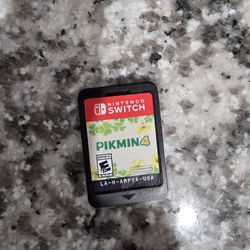 NINTENDO
SWITCH
PIKMIN 4
E
LA-H-AMPYA-USA